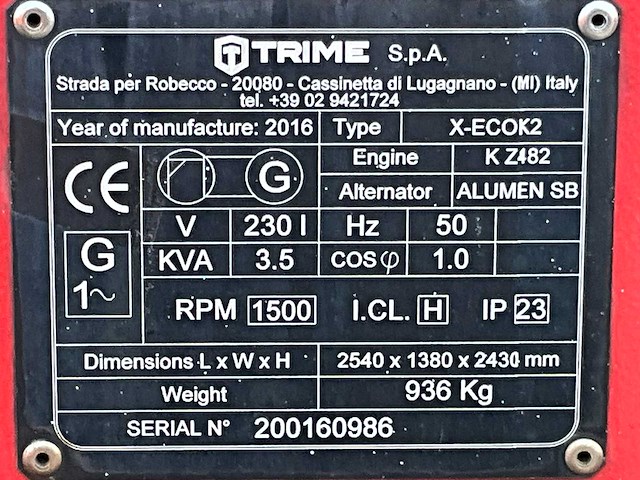 TRIME S.p.A.
Strada per Robecco - 20080 - Cassinetta di Lugagnano - (MI) Italy
tel. +39 02 9421724
Year of manufacture: 2016 Type X-ECOK2
CE G Engine K Z482
Alternator ALUMEN SB
V 230 I Hz 50
G KVA 3.5 cos φ 1.0
1~
RPM 1500 I.CL. H IP 23
Dimensions L x W x H 2540 x 1380 x 2430 mm
Weight 936 Kg
SERIAL N° 200160986